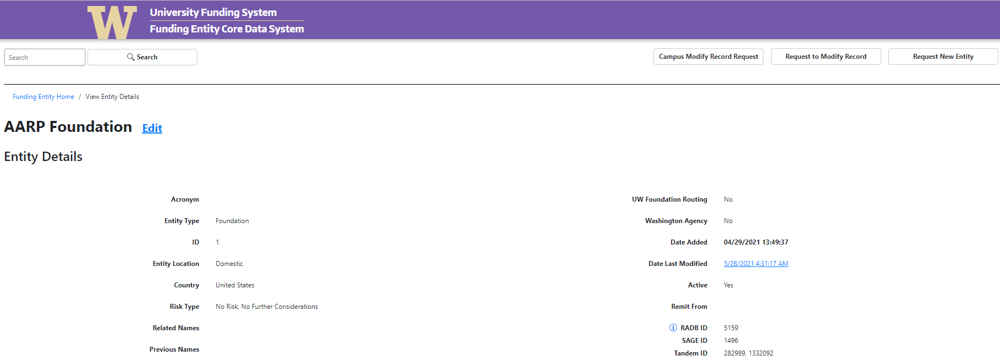 W
University Funding System
Funding Entity Core Data System
Search
Search
Campus Modify Record Request
Request to Modify Record
Request New Entity
Funding Entity Home / View Entity Details
AARP Foundation Edit
Entity Details
Acronym
Entity Type Foundation
ID 1
Entity Location Domestic
Country United States
Risk Type No Risk, No Further Considerations
Related Names
Previous Names
UW Foundation Routing No
Washington Agency No
Date Added 04/29/2021 13:49:37
Date Last Modified 5/28/2021 4:31:17 AM
Active Yes
Remit From
RADB ID 5159
SAGE ID 1496
Tandem ID 282989, 1332092